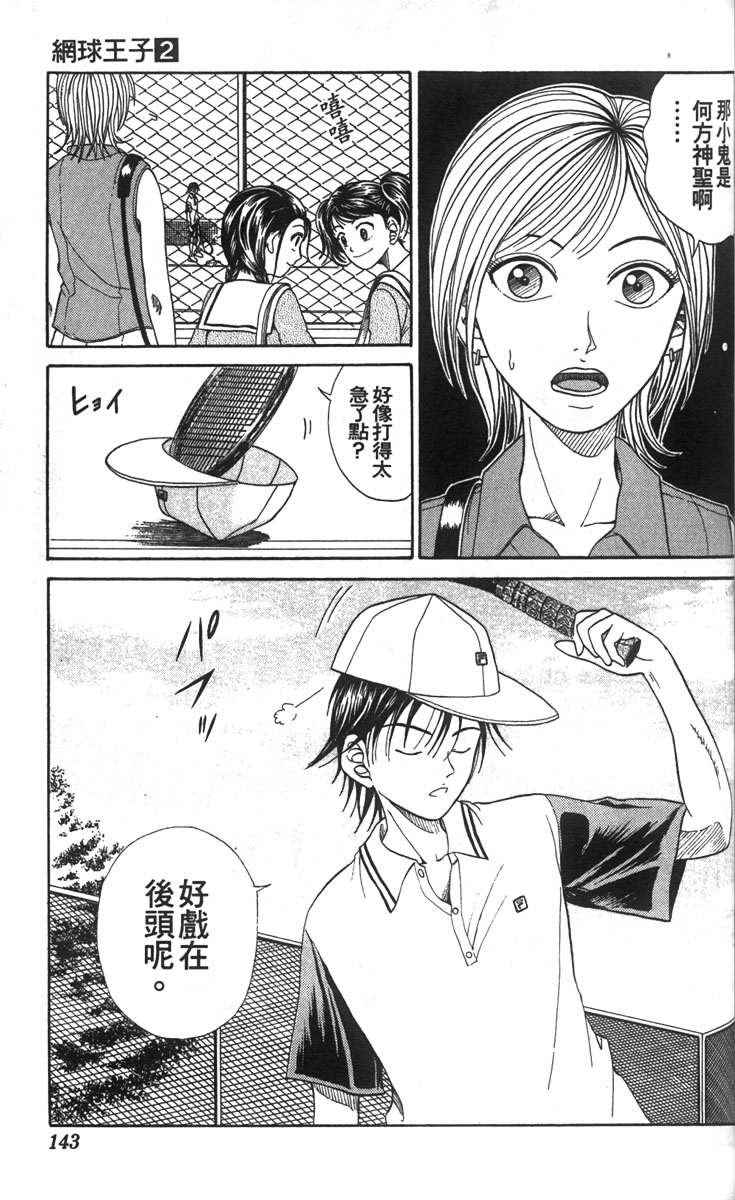 網球王子2
那小鬼是
何方神聖啊
……
嘻嘻
好像打得太
急了點？
ヒョイ
パッ
好戲在
後頭呢。
143